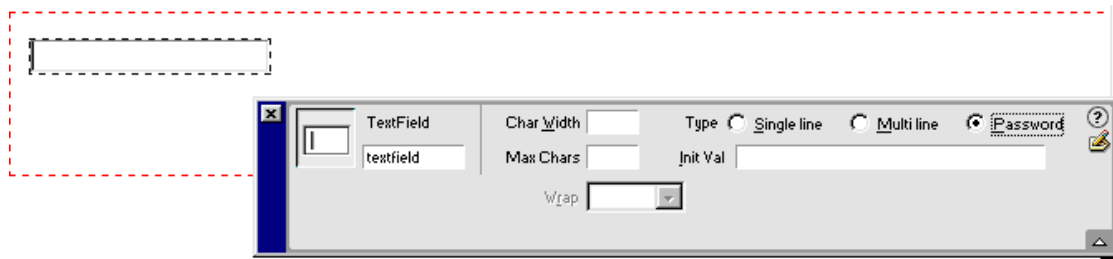 TextField Char Width Type Single line Multi line Password ?
textfield Max Chars Init Val
Wrap